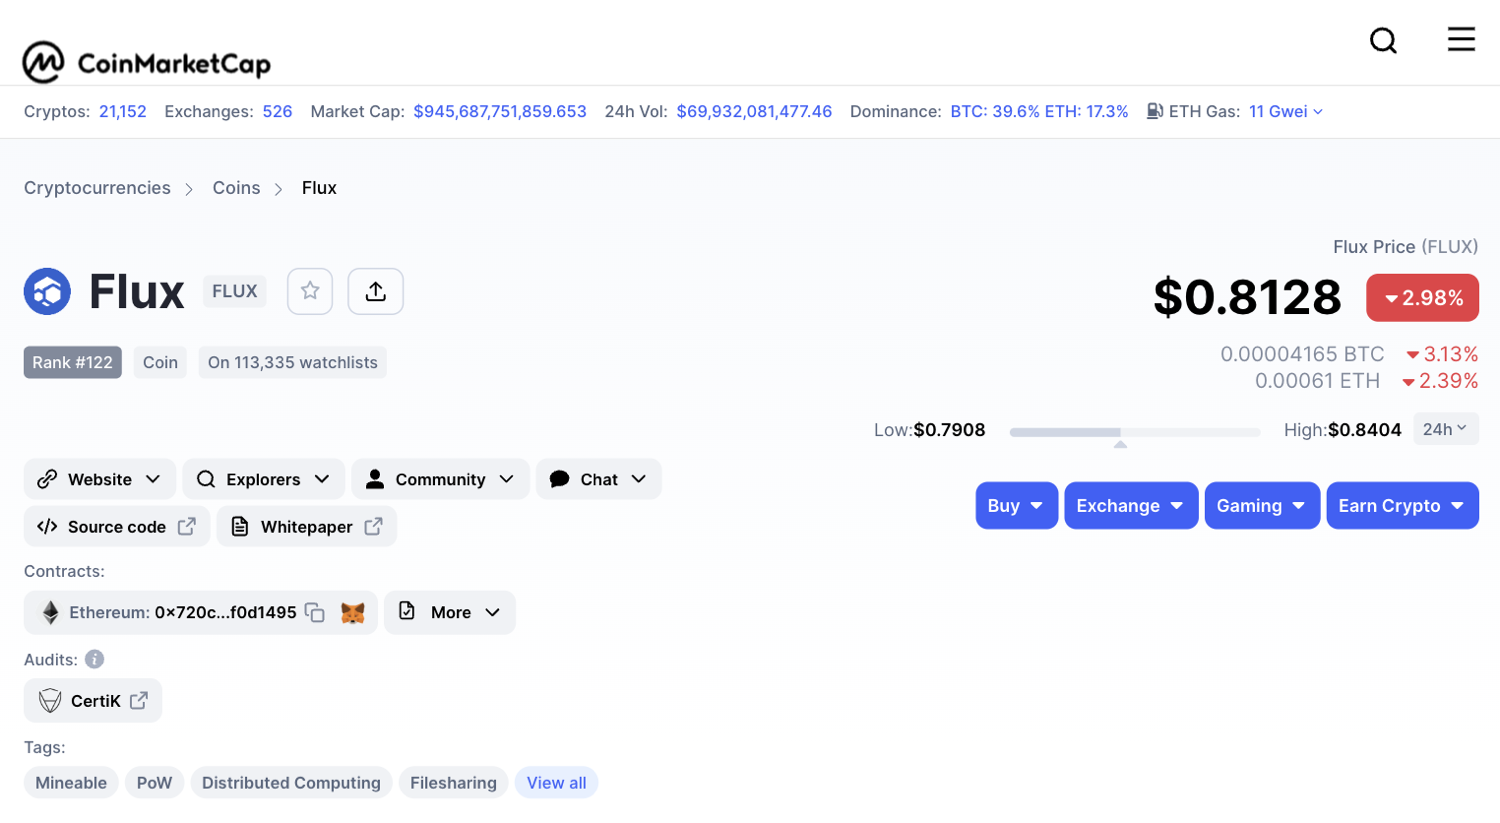 CoinMarketCap
Cryptos: 21,152 Exchanges: 526 Market Cap: $945,687,751,859.653 24h Vol: $69,932,081,477.46 Dominance: BTC: 39.6% ETH: 17.3% ETH Gas: 11 Gwei
Cryptocurrencies > Coins > Flux
Flux Price (FLUX)
Flux FLUX
$0.8128 2.98%
Rank #122 Coin On 113,335 watchlists
0.00004165 BTC 3.13%
0.00061 ETH 2.39%
Low:$0.7908 High:$0.8404 24h
Website Explorers Community Chat
Buy Exchange Gaming Earn Crypto
Source code Whitepaper
Contracts:
Ethereum: 0x720c...f0d1495 More
Audits:
CertiK
Tags:
Mineable PoW Distributed Computing Filesharing View all